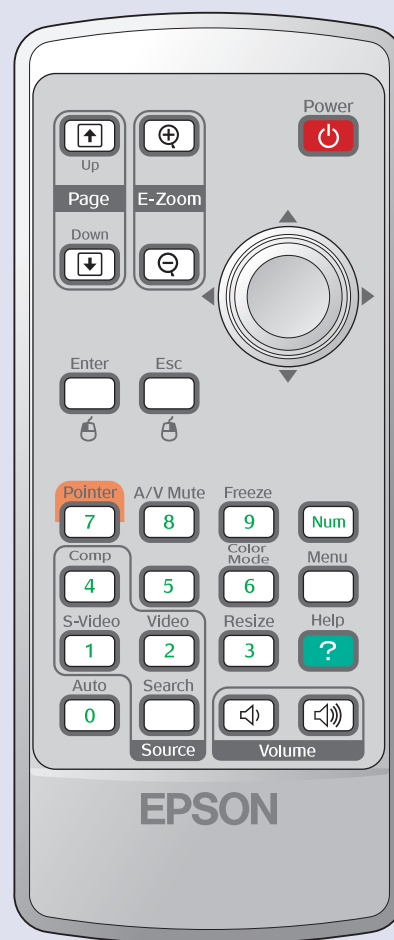 Power
Up
Page
E-Zoom
Down
Enter
Esc
Pointer
A/V Mute
Freeze
7
8
9
Num
Comp
Color
Mode
Menu
4
5
6
S-Video
Video
Resize
Help
1
2
3
?
Auto
Search
0
Source
Volume
EPSON